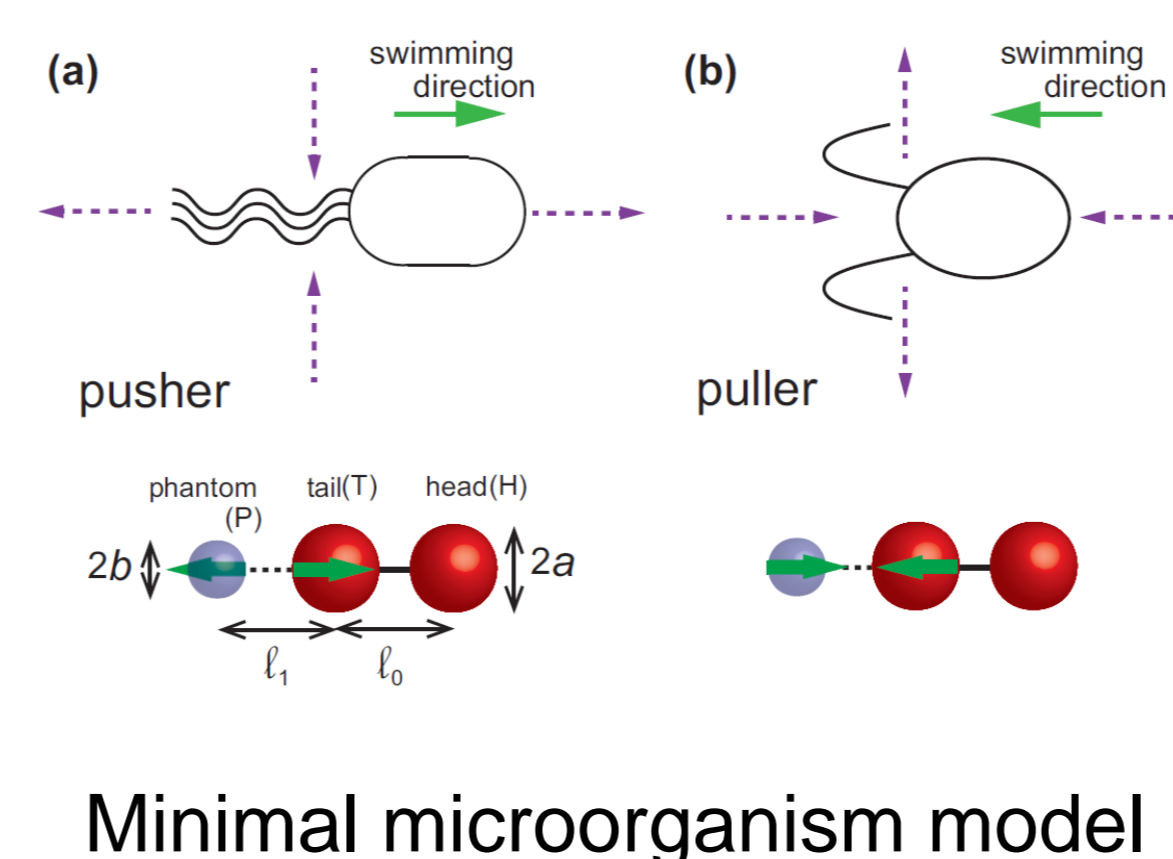 (a)
swimming
direction
(b)
swimming
direction
pusher
puller
phantom
(P)
tail(T)
head(H)
2b
2a
ℓ₁
ℓ₀
Minimal microorganism model